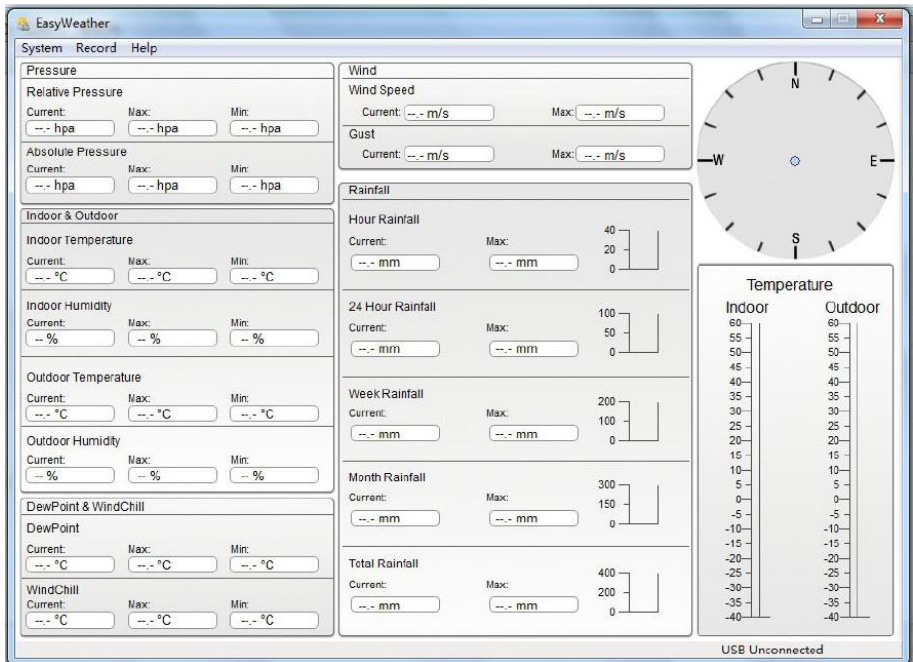 EasyWeather
System Record Help
Pressure
Relative Pressure
Current: Max: Min:
--.- hpa --.- hpa --.- hpa
Absolute Pressure
Current: Max: Min:
--.- hpa --.- hpa --.- hpa
Indoor & Outdoor
Indoor Temperature
Current: Max: Min:
--.- °C --.- °C --.- °C
Indoor Humidity
Current: Max: Min:
-- % -- % -- %
Outdoor Temperature
Current: Max: Min:
--.- °C --.- °C --.- °C
Outdoor Humidity
Current: Max: Min:
-- % -- % -- %
DewPoint & WindChill
DewPoint
Current: Max: Min:
--.- °C --.- °C --.- °C
WindChill
Current: Max: Min:
--.- °C --.- °C --.- °C
Wind
Wind Speed
Current: --.- m/s Max: --.- m/s
Gust
Current: --.- m/s Max: --.- m/s
Rainfall
Hour Rainfall
Current: Max:
--.- mm --.- mm
40
20
0
24 Hour Rainfall
Current: Max:
--.- mm --.- mm
100
50
0
Week Rainfall
Current: Max:
--.- mm --.- mm
200
100
0
Month Rainfall
Current: Max:
--.- mm --.- mm
300
150
0
Total Rainfall
Current: Max:
--.- mm --.- mm
400
200
0
N
W E
S
Temperature
Indoor Outdoor
60 60
55 55
50 50
45 45
40 40
35 35
30 30
25 25
20 20
15 15
10 10
5 5
0 0
-5 -5
-10 -10
-15 -15
-20 -20
-25 -25
-30 -30
-35 -35
-40 -40
USB Unconnected